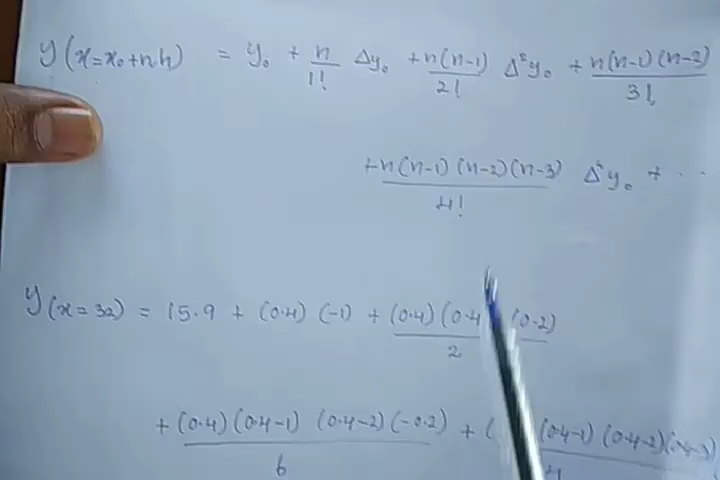 y(x=x₀+nh) = y₀ + n/1! Δy₀ + n(n-1)/2! Δ²y₀ + n(n-1)(n-2)/3!
+ n(n-1)(n-2)(n-3)/4! Δ⁴y₀ + ...
y(x=32) = 15.9 + (0.4)(-1) + (0.4)(0.4 (0.2)/2
+ (0.4)(0.4-1)(0.4-2)(-0.2)/6 + ( (0.4-1)(0.4-2)(0.4-3)